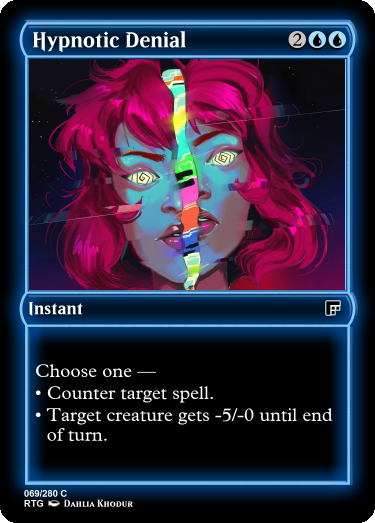 Hypnotic Denial 2UU
Instant
Choose one —
• Counter target spell.
• Target creature gets -5/-0 until end
of turn.
069/280 C
RTG Dahlia Khodur